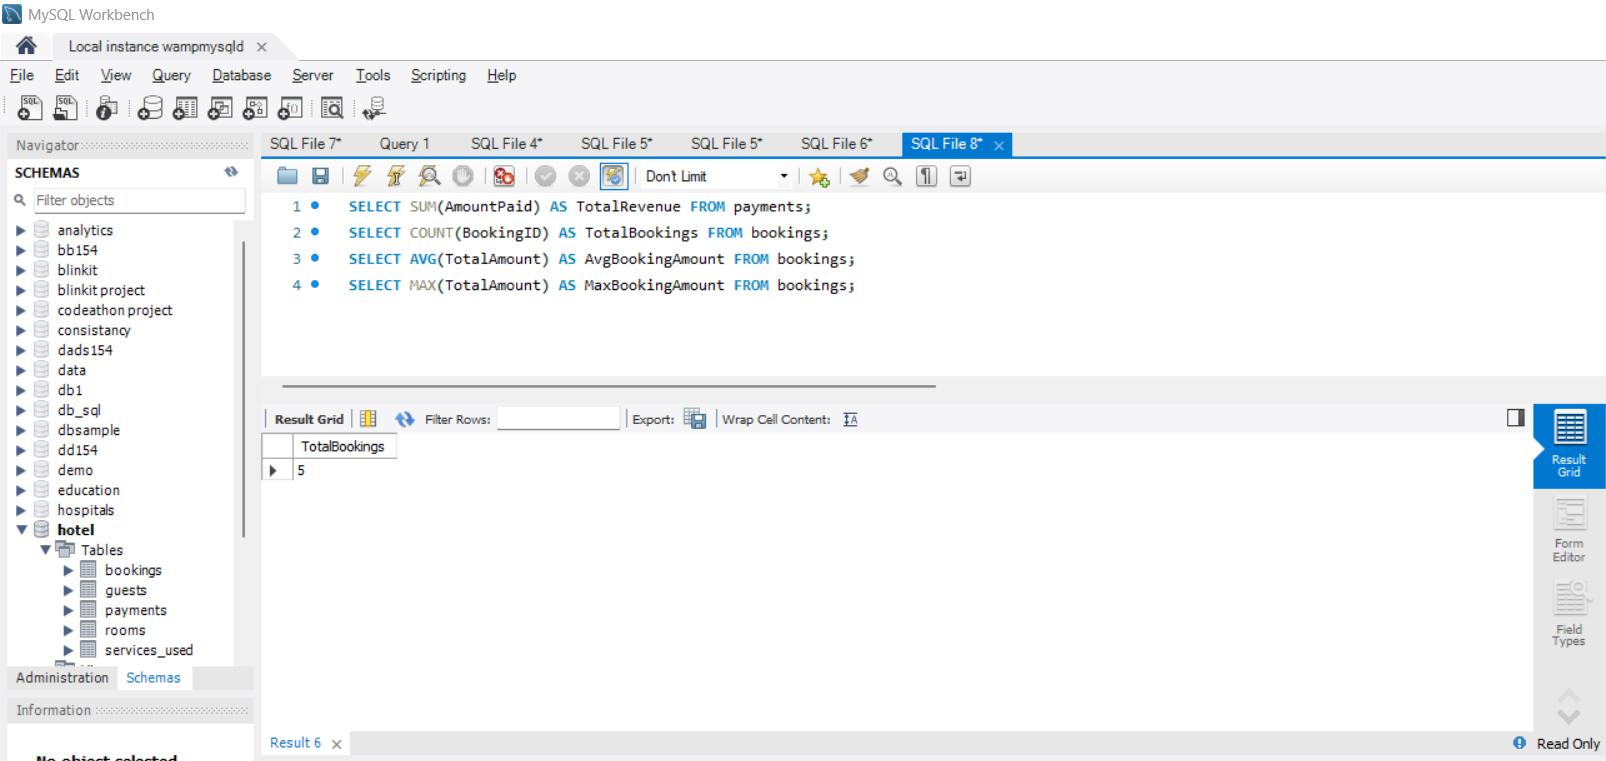 MySQL Workbench
Local instance wampmysqld
File Edit View Query Database Server Tools Scripting Help
Navigator
SCHEMAS
Filter objects
analytics
bb154
blinkit
blinkit project
codeathon project
consistancy
dads154
data
db1
db_sql
dbsample
dd154
demo
education
hospitals
hotel
Tables
bookings
guests
payments
rooms
services_used
Administration Schemas
Information
No object selected
SQL File 7* Query 1 SQL File 4* SQL File 5* SQL File 5* SQL File 6* SQL File 8*
Don't Limit
1 SELECT SUM(AmountPaid) AS TotalRevenue FROM payments;
2 SELECT COUNT(BookingID) AS TotalBookings FROM bookings;
3 SELECT AVG(TotalAmount) AS AvgBookingAmount FROM bookings;
4 SELECT MAX(TotalAmount) AS MaxBookingAmount FROM bookings;
Result Grid Filter Rows: Export: Wrap Cell Content:
TotalBookings
5
Result
Grid
Form
Editor
Field
Types
Result 6
Read Only